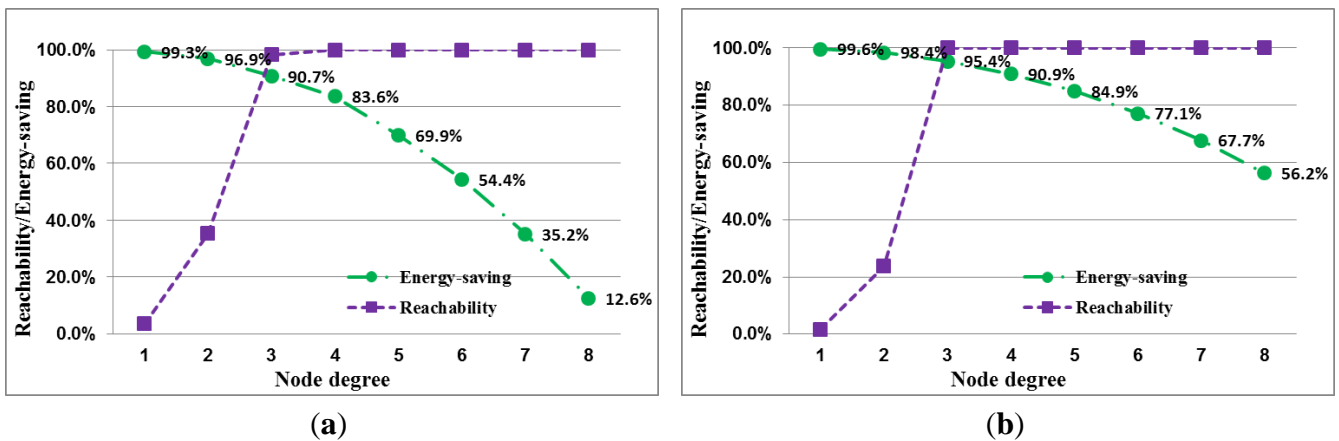 Reachability/Energy-saving
100.0%
80.0%
60.0%
40.0%
20.0%
0.0%
99.3%
96.9%
90.7%
83.6%
69.9%
54.4%
35.2%
12.6%
Energy-saving
Reachability
1 2 3 4 5 6 7 8
Node degree
(a)
Reachability/Energy-saving
100.0%
80.0%
60.0%
40.0%
20.0%
0.0%
99.6%
98.4%
95.4%
90.9%
84.9%
77.1%
67.7%
56.2%
Energy-saving
Reachability
1 2 3 4 5 6 7 8
Node degree
(b)